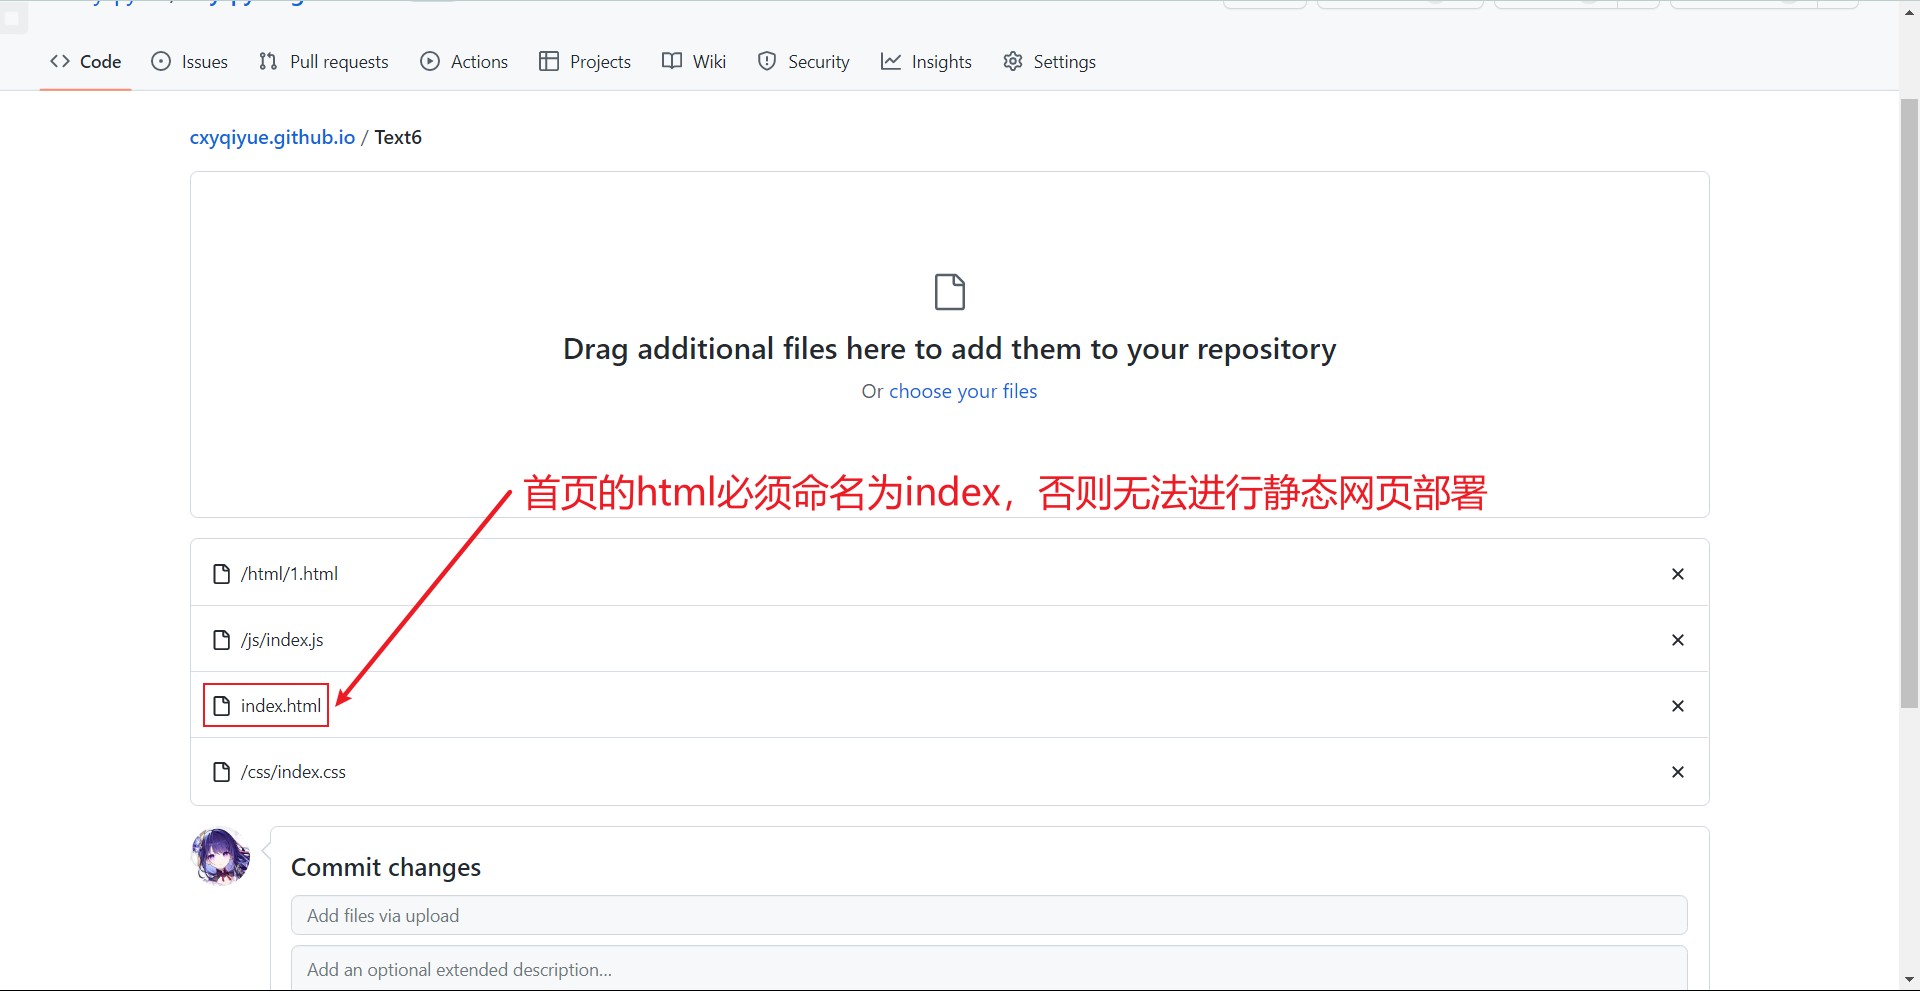 Code Issues Pull requests Actions Projects Wiki Security Insights Settings
cxyqiyue.github.io / Text6
Drag additional files here to add them to your repository
Or choose your files
首页的html必须命名为index，否则无法进行静态网页部署
/html/1.html
/js/index.js
index.html
/css/index.css
Commit changes
Add files via upload
Add an optional extended description...